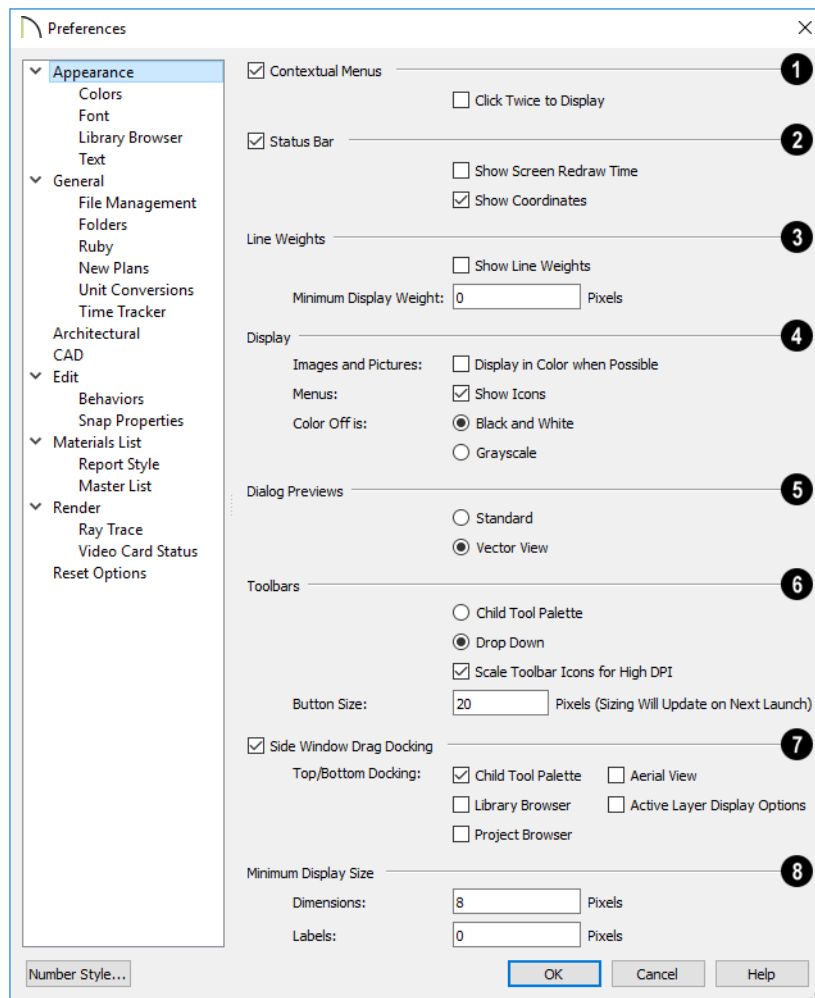 Preferences
Appearance
Colors
Font
Library Browser
Text
General
File Management
Folders
Ruby
New Plans
Unit Conversions
Time Tracker
Architectural
CAD
Edit
Behaviors
Snap Properties
Materials List
Report Style
Master List
Render
Ray Trace
Video Card Status
Reset Options
Contextual Menus 1
Click Twice to Display
Status Bar 2
Show Screen Redraw Time
Show Coordinates
Line Weights 3
Show Line Weights
Minimum Display Weight: 0 Pixels
Display 4
Images and Pictures: Display in Color when Possible
Menus: Show Icons
Color Off is: Black and White
Grayscale
Dialog Previews 5
Standard
Vector View
Toolbars 6
Child Tool Palette
Drop Down
Scale Toolbar Icons for High DPI
Button Size: 20 Pixels (Sizing Will Update on Next Launch)
Side Window Drag Docking 7
Top/Bottom Docking: Child Tool Palette Aerial View
Library Browser Active Layer Display Options
Project Browser
Minimum Display Size 8
Dimensions: 8 Pixels
Labels: 0 Pixels
Number Style... OK Cancel Help